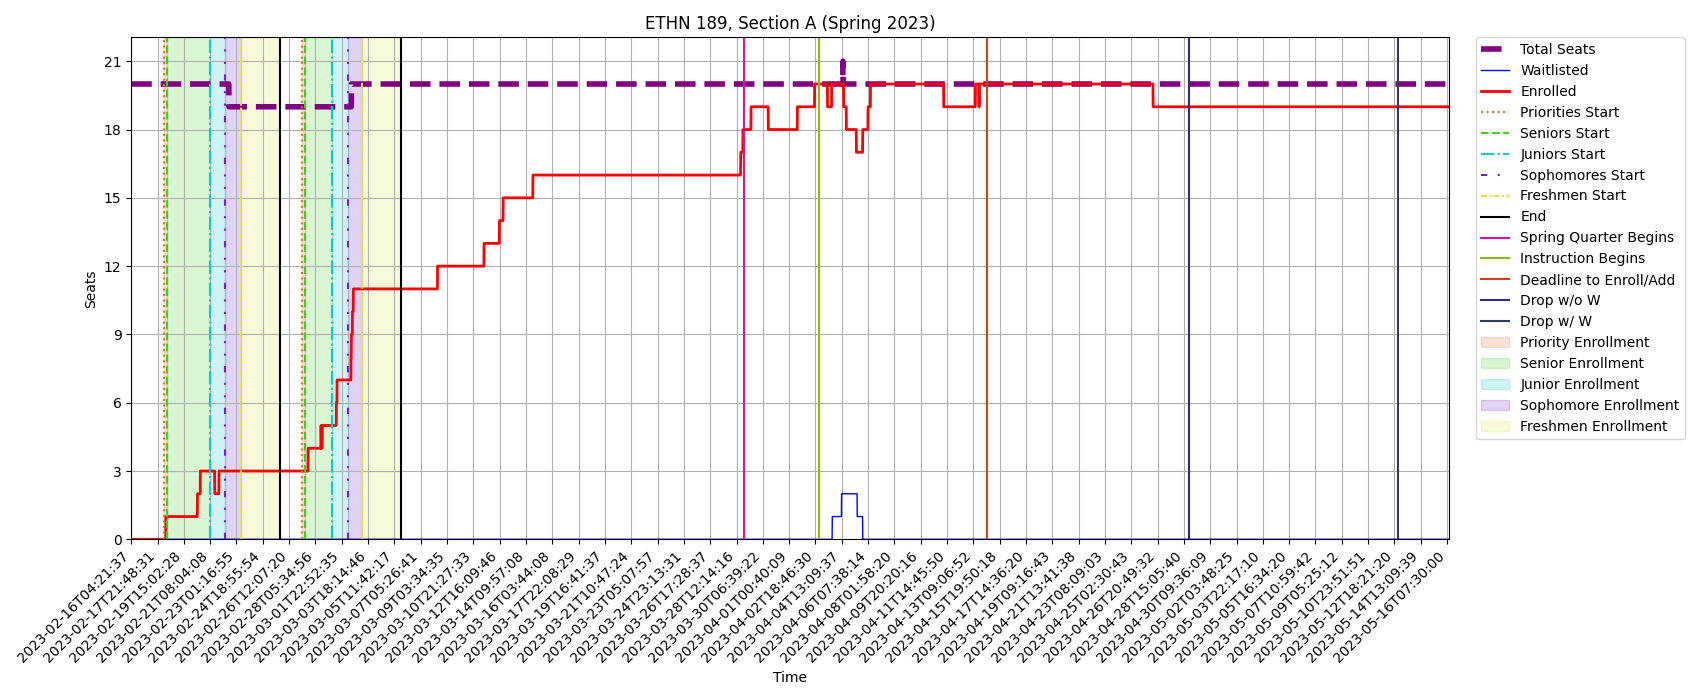 ETHN 189, Section A (Spring 2023)
Seats
21
18
15
12
9
6
3
0
2023-02-16T04:21:37
2023-02-17T21:48:31
2023-02-19T15:02:28
2023-02-21T08:04:08
2023-02-23T01:16:55
2023-02-24T18:55:54
2023-02-26T12:07:20
2023-02-28T05:34:56
2023-03-01T22:52:35
2023-03-03T18:14:46
2023-03-05T11:42:17
2023-03-07T05:26:41
2023-03-09T03:34:35
2023-03-10T21:27:33
2023-03-12T16:09:46
2023-03-14T09:57:08
2023-03-16T03:44:08
2023-03-17T22:08:29
2023-03-19T16:41:37
2023-03-21T10:47:24
2023-03-23T05:07:57
2023-03-24T23:13:31
2023-03-26T17:28:37
2023-03-28T12:14:16
2023-03-30T06:39:22
2023-04-01T00:40:09
2023-04-02T18:46:30
2023-04-04T13:09:37
2023-04-06T07:38:14
2023-04-08T01:58:20
2023-04-09T20:20:16
2023-04-11T14:45:50
2023-04-13T09:06:52
2023-04-15T19:50:18
2023-04-17T14:36:20
2023-04-19T09:16:43
2023-04-21T13:41:38
2023-04-23T08:09:03
2023-04-25T02:30:43
2023-04-26T20:49:32
2023-04-28T15:05:40
2023-04-30T09:36:09
2023-05-02T03:48:25
2023-05-03T22:17:10
2023-05-05T16:34:20
2023-05-07T10:59:42
2023-05-09T05:25:12
2023-05-10T23:51:51
2023-05-12T18:21:20
2023-05-14T13:09:39
2023-05-16T07:30:00
Time
Total Seats
Waitlisted
Enrolled
Priorities Start
Seniors Start
Juniors Start
Sophomores Start
Freshmen Start
End
Spring Quarter Begins
Instruction Begins
Deadline to Enroll/Add
Drop w/o W
Drop w/ W
Priority Enrollment
Senior Enrollment
Junior Enrollment
Sophomore Enrollment
Freshmen Enrollment